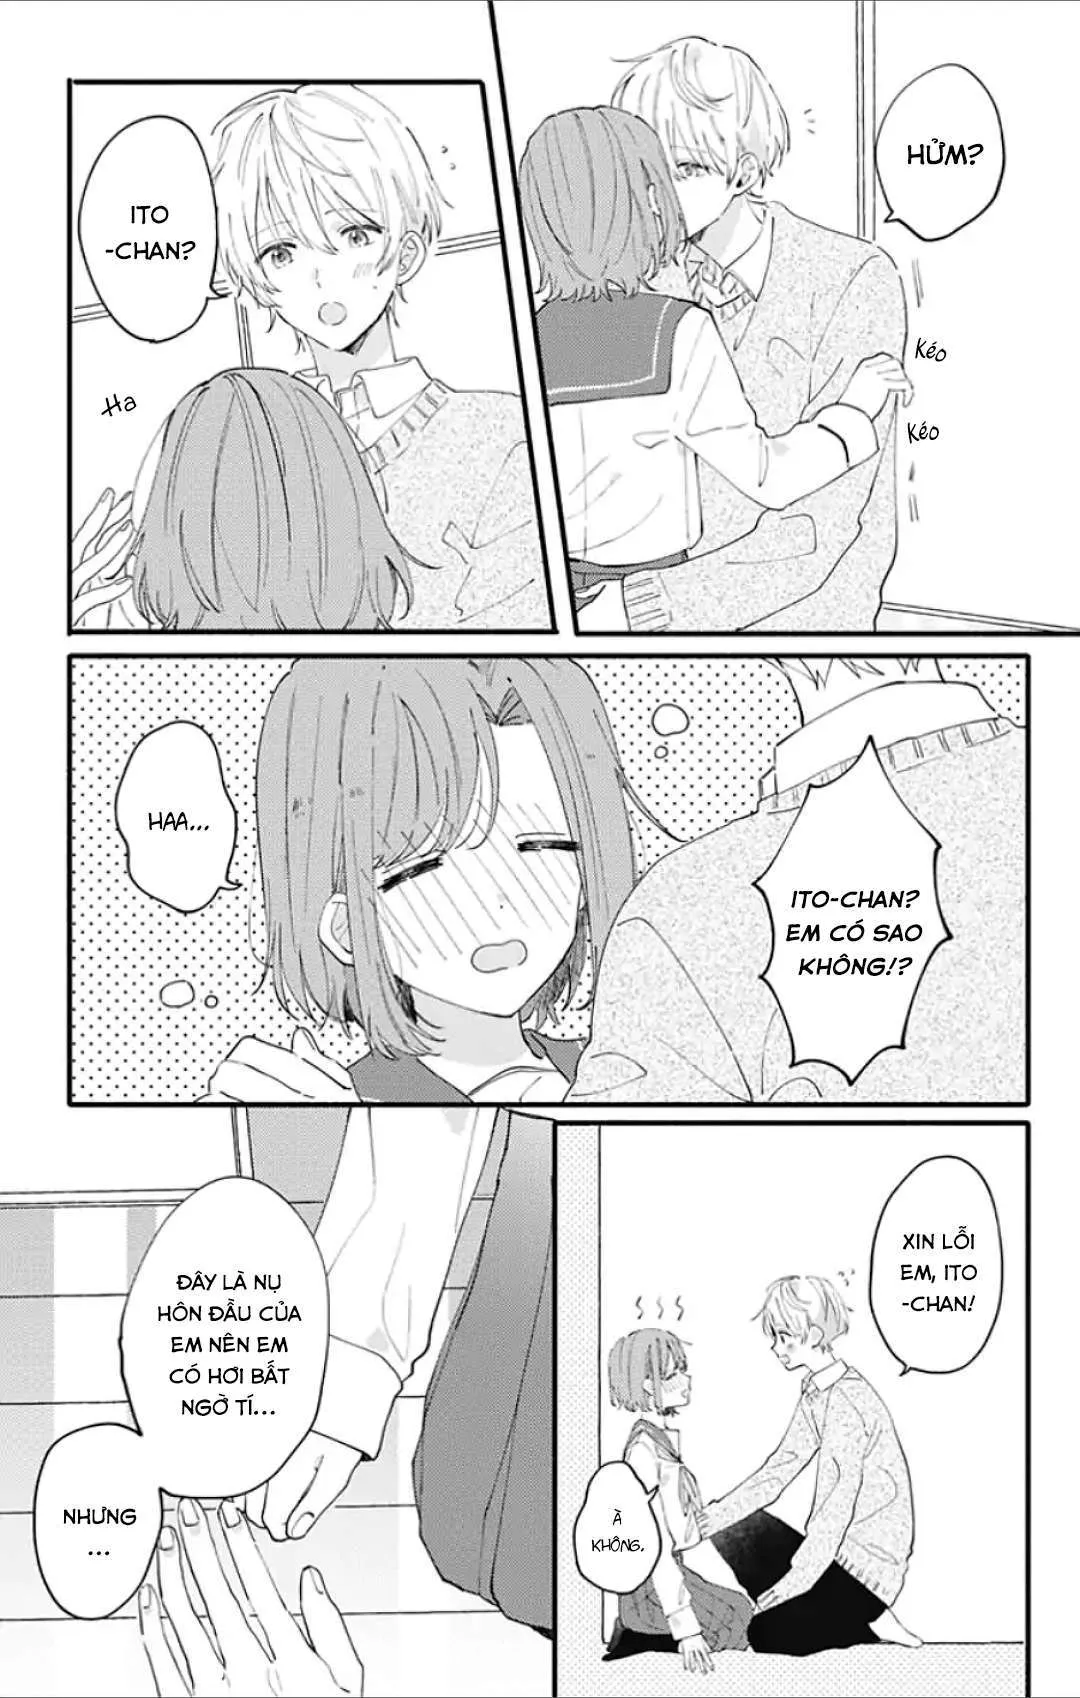 HỬM?
Kéo
Kéo
ITO
-CHAN?
Ha
ITO-CHAN?
EM CÓ SAO
KHÔNG!?
HAA...
XIN LỖI
EM, ITO
-CHAN!
À
KHÔNG,
ĐÂY LÀ NỤ
HÔN ĐẦU CỦA
EM NÊN EM
CÓ HƠI BẤT
NGỜ TÍ...
NHƯNG
...